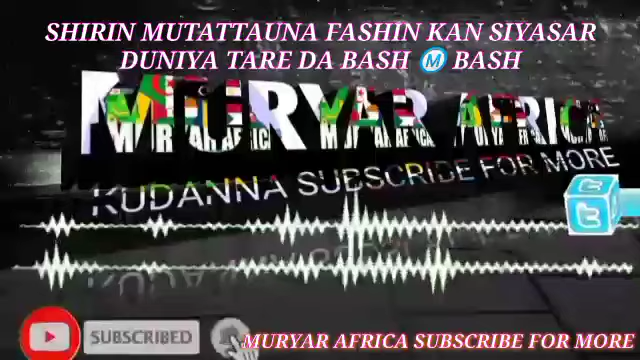 SHIRIN MUTATTAUNA FASHIN KAN SIYASAR
DUNIYA TARE DA BASH M BASH
MURYAR AFRICA
KUDANNA SUBSCRIBE FOR MORE
SUBSCRIBED
MURYAR AFRICA SUBSCRIBE FOR MORE